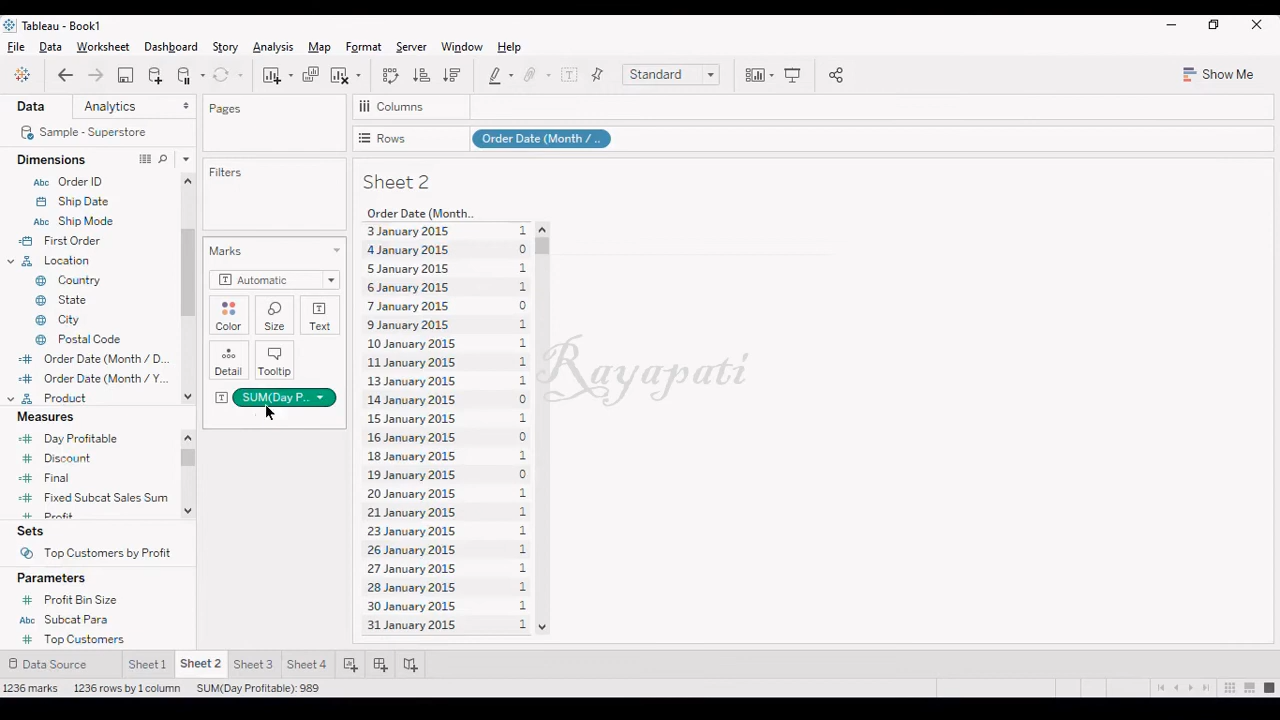 Tableau - Book1
File Data Worksheet Dashboard Story Analysis Map Format Server Window Help
Standard
Show Me
Data Analytics
Sample - Superstore
Dimensions
Abc Order ID
Ship Date
Abc Ship Mode
First Order
Location
Country
State
City
Postal Code
Order Date (Month / D...
Order Date (Month / Y...
Product
Measures
Day Profitable
Discount
Final
Fixed Subcat Sales Sum
Profit
Sets
Top Customers by Profit
Parameters
Profit Bin Size
Abc Subcat Para
Top Customers
Pages
Filters
Marks
Automatic
Color Size Text
Detail Tooltip
SUM(Day P..
Columns
Rows Order Date (Month / ..
Sheet 2
Order Date (Month..
3 January 2015 1
4 January 2015 0
5 January 2015 1
6 January 2015 1
7 January 2015 0
9 January 2015 1
10 January 2015 1
11 January 2015 1
13 January 2015 1
14 January 2015 0
15 January 2015 1
16 January 2015 0
18 January 2015 1
19 January 2015 0
20 January 2015 1
21 January 2015 1
23 January 2015 1
26 January 2015 1
27 January 2015 1
28 January 2015 1
30 January 2015 1
31 January 2015 1
Rayapati
Data Source Sheet 1 Sheet 2 Sheet 3 Sheet 4
1236 marks 1236 rows by 1 column SUM(Day Profitable): 989